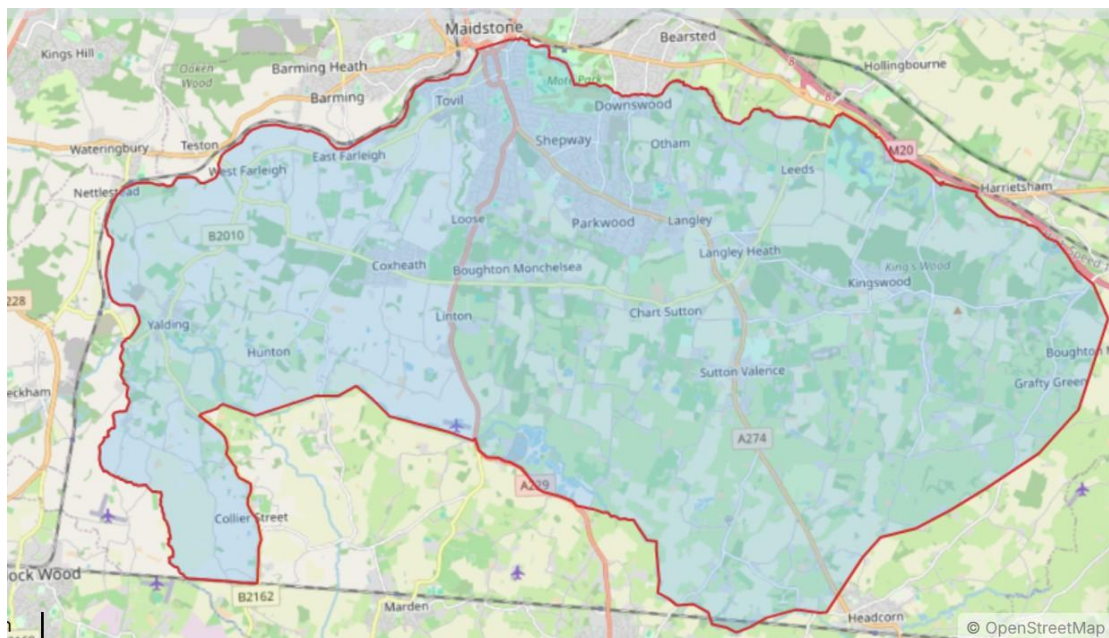 Maidstone
Bearsted
Kings Hill
Oaken
Wood
Barming Heath
Hollingbourne
Mote Park
Barming
Tovil
Downswood
Shepway
Otham
Wateringbury
Teston
M20
East Farleigh
West Farleigh
Leeds
Nettlestead
Harrietsham
Loose
Parkwood
Langley
B2010
Langley Heath
Coxheath
Boughton Monchelsea
King's Wood
Kingswood
228
Linton
Chart Sutton
Yalding
Hunton
Boughton M
Sutton Valence
Grafty Green
eckham
A274
A229
Collier Street
ock Wood
B2162
Marden
Headcorn
© OpenStreetMap